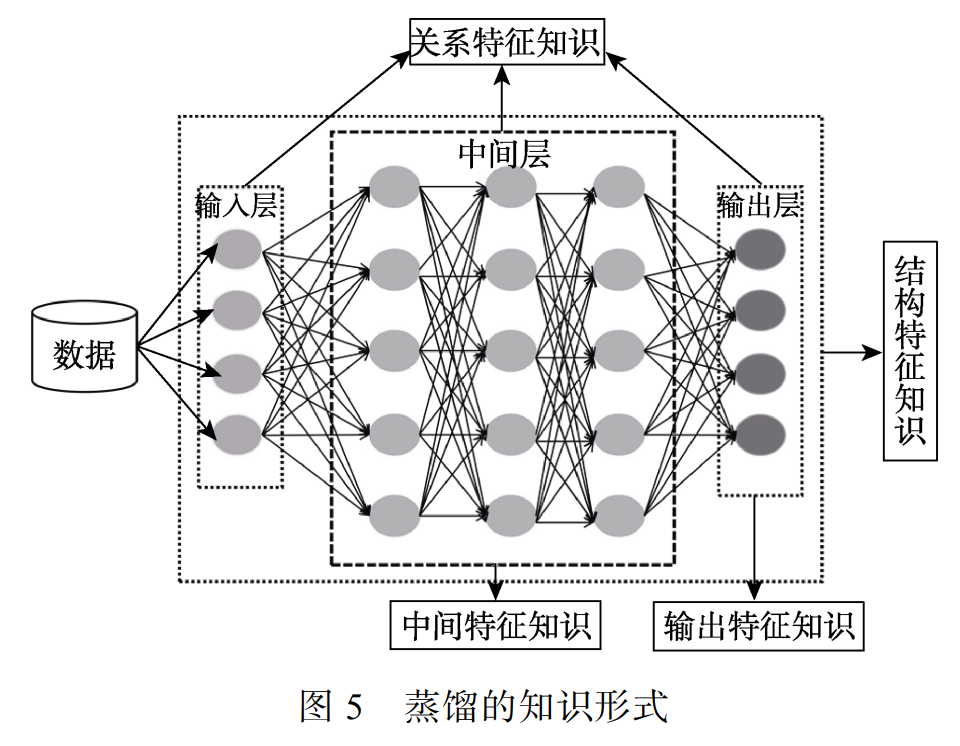 关系特征知识
中间层
输入层
输出层
数据
结构特征知识
中间特征知识
输出特征知识
图 5 蒸馏的知识形式